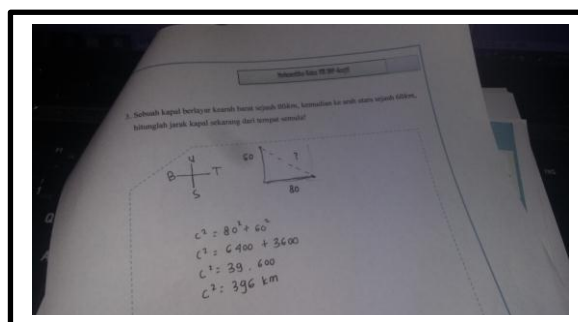 3. Sebuah kapal berlayar kearah barat sejauh 80km, kemudian ke arah utara sejauh 60km,
hitunglah jarak kapal sekarang dari tempat semula!
U
B T
S
60 ?
80
c² = 80² + 60²
c² = 6400 + 3600
c² = 39.600
c² = 396 km